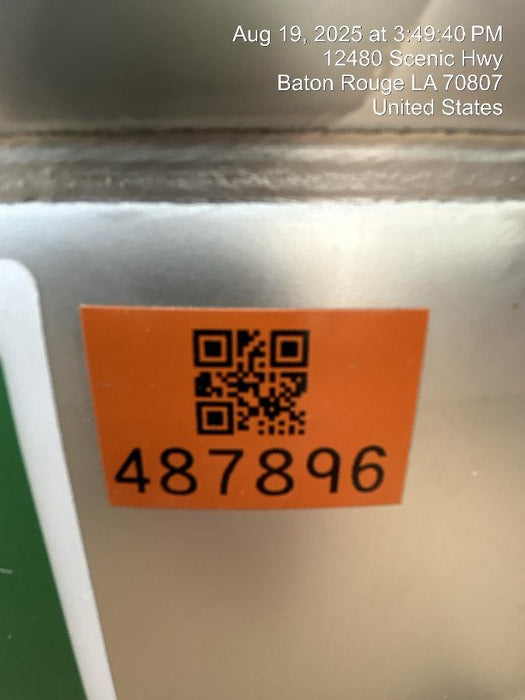 Aug 19, 2025 at 3:49:40 PM
12480 Scenic Hwy
Baton Rouge LA 70807
United States
487896